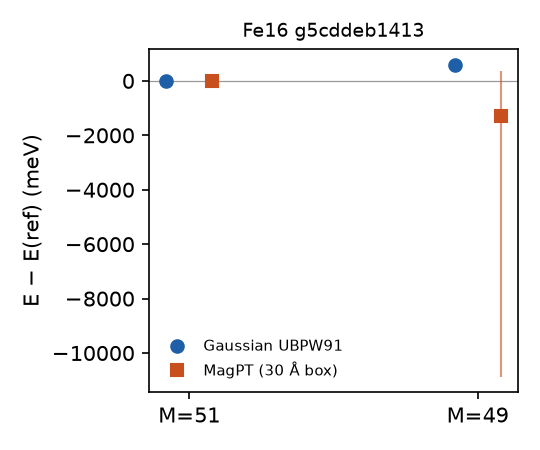 Fe16 g5cddeb1413
E − E(ref) (meV)
0
−2000
−4000
−6000
−8000
−10000
Gaussian UBPW91
MagPT (30 Å box)
M=51
M=49